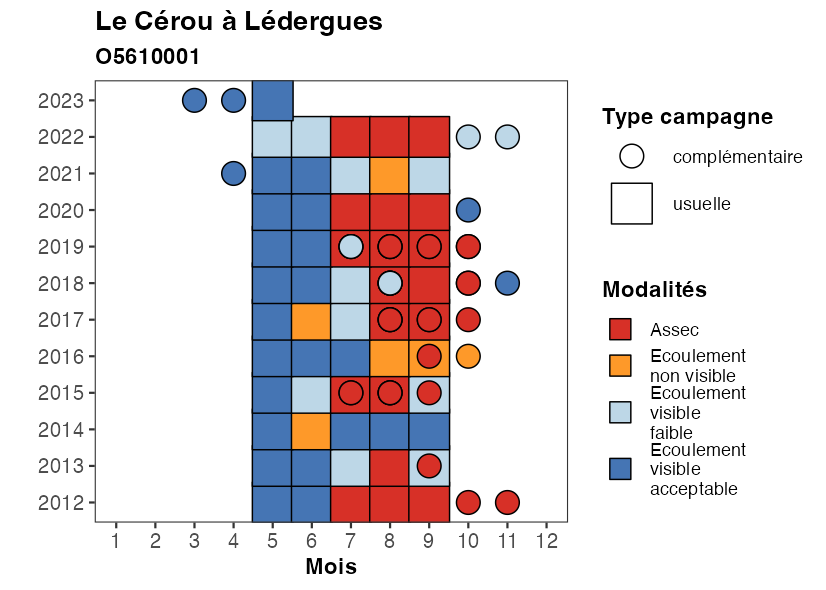 Le Cérou à Lédergues
O5610001
2023
2022
2021
2020
2019
2018
2017
2016
2015
2014
2013
2012
1 2 3 4 5 6 7 8 9 10 11 12
Mois
Type campagne
complémentaire
usuelle
Modalités
Assec
Ecoulement
non visible
Ecoulement
visible
faible
Ecoulement
visible
acceptable